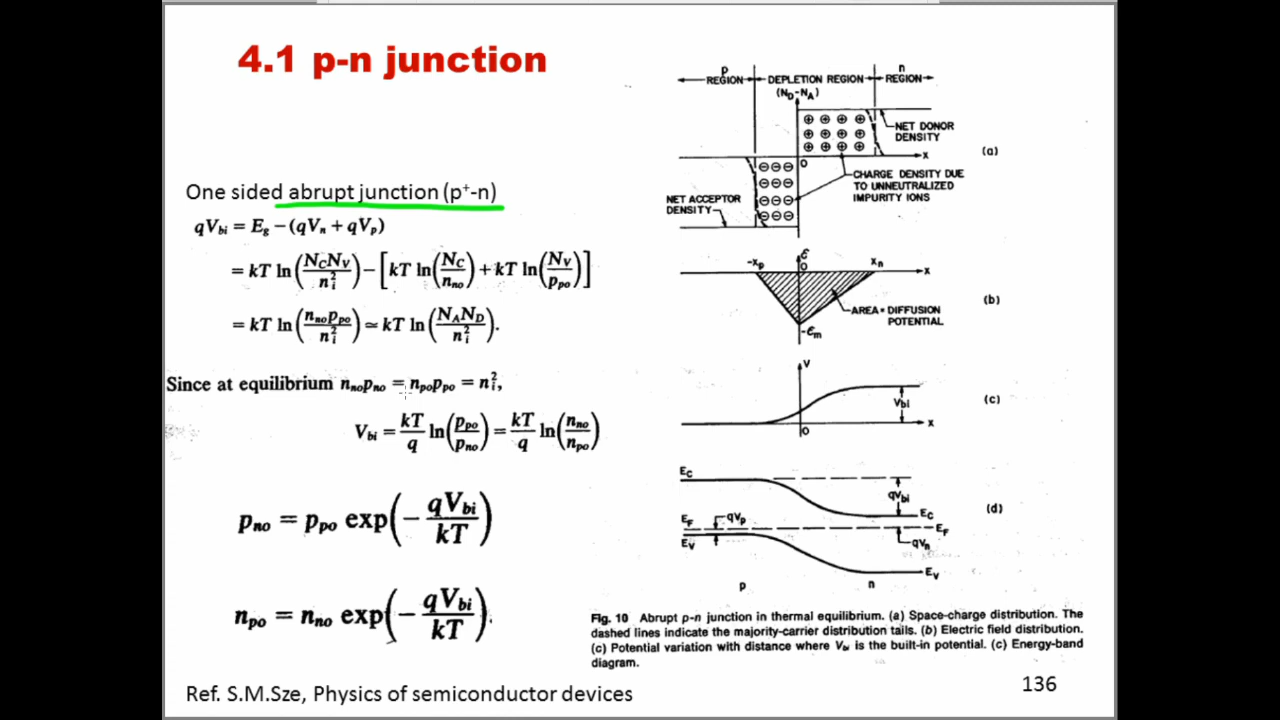 4.1 p-n junction
One sided abrupt junction (p⁺-n)
qV_bi = E_g − (qV_n + qV_p)
= kT ln(N_C N_V / n_i²) − [kT ln(N_C / n_no) + kT ln(N_V / p_po)]
= kT ln(n_no p_po / n_i²) ≃ kT ln(N_A N_D / n_i²).
Since at equilibrium n_no p_no = n_po p_po = n_i²,
V_bi = kT/q ln(p_po / p_no) = kT/q ln(n_no / n_po)
p_no = p_po exp(− qV_bi / kT)
n_po = n_no exp(− qV_bi / kT).
Ref. S.M.Sze, Physics of semiconductor devices
p REGION
DEPLETION REGION
n REGION
(N_D-N_A)
NET DONOR
DENSITY
x
(a)
0
CHARGE DENSITY DUE
TO UNNEUTRALIZED
IMPURITY IONS
NET ACCEPTOR
DENSITY
ℰ
-x_p
0
x_n
x
(b)
AREA = DIFFUSION
POTENTIAL
-ℰ_m
V
V_bi
(c)
0
x
E_C
qV_bi
E_C
(d)
E_F
qV_p
E_F
E_V
qV_n
E_V
p
n
Fig. 10 Abrupt p-n junction in thermal equilibrium. (a) Space-charge distribution. The
dashed lines indicate the majority-carrier distribution tails. (b) Electric field distribution.
(c) Potential variation with distance where V_bi is the built-in potential. (c) Energy-band
diagram.
136